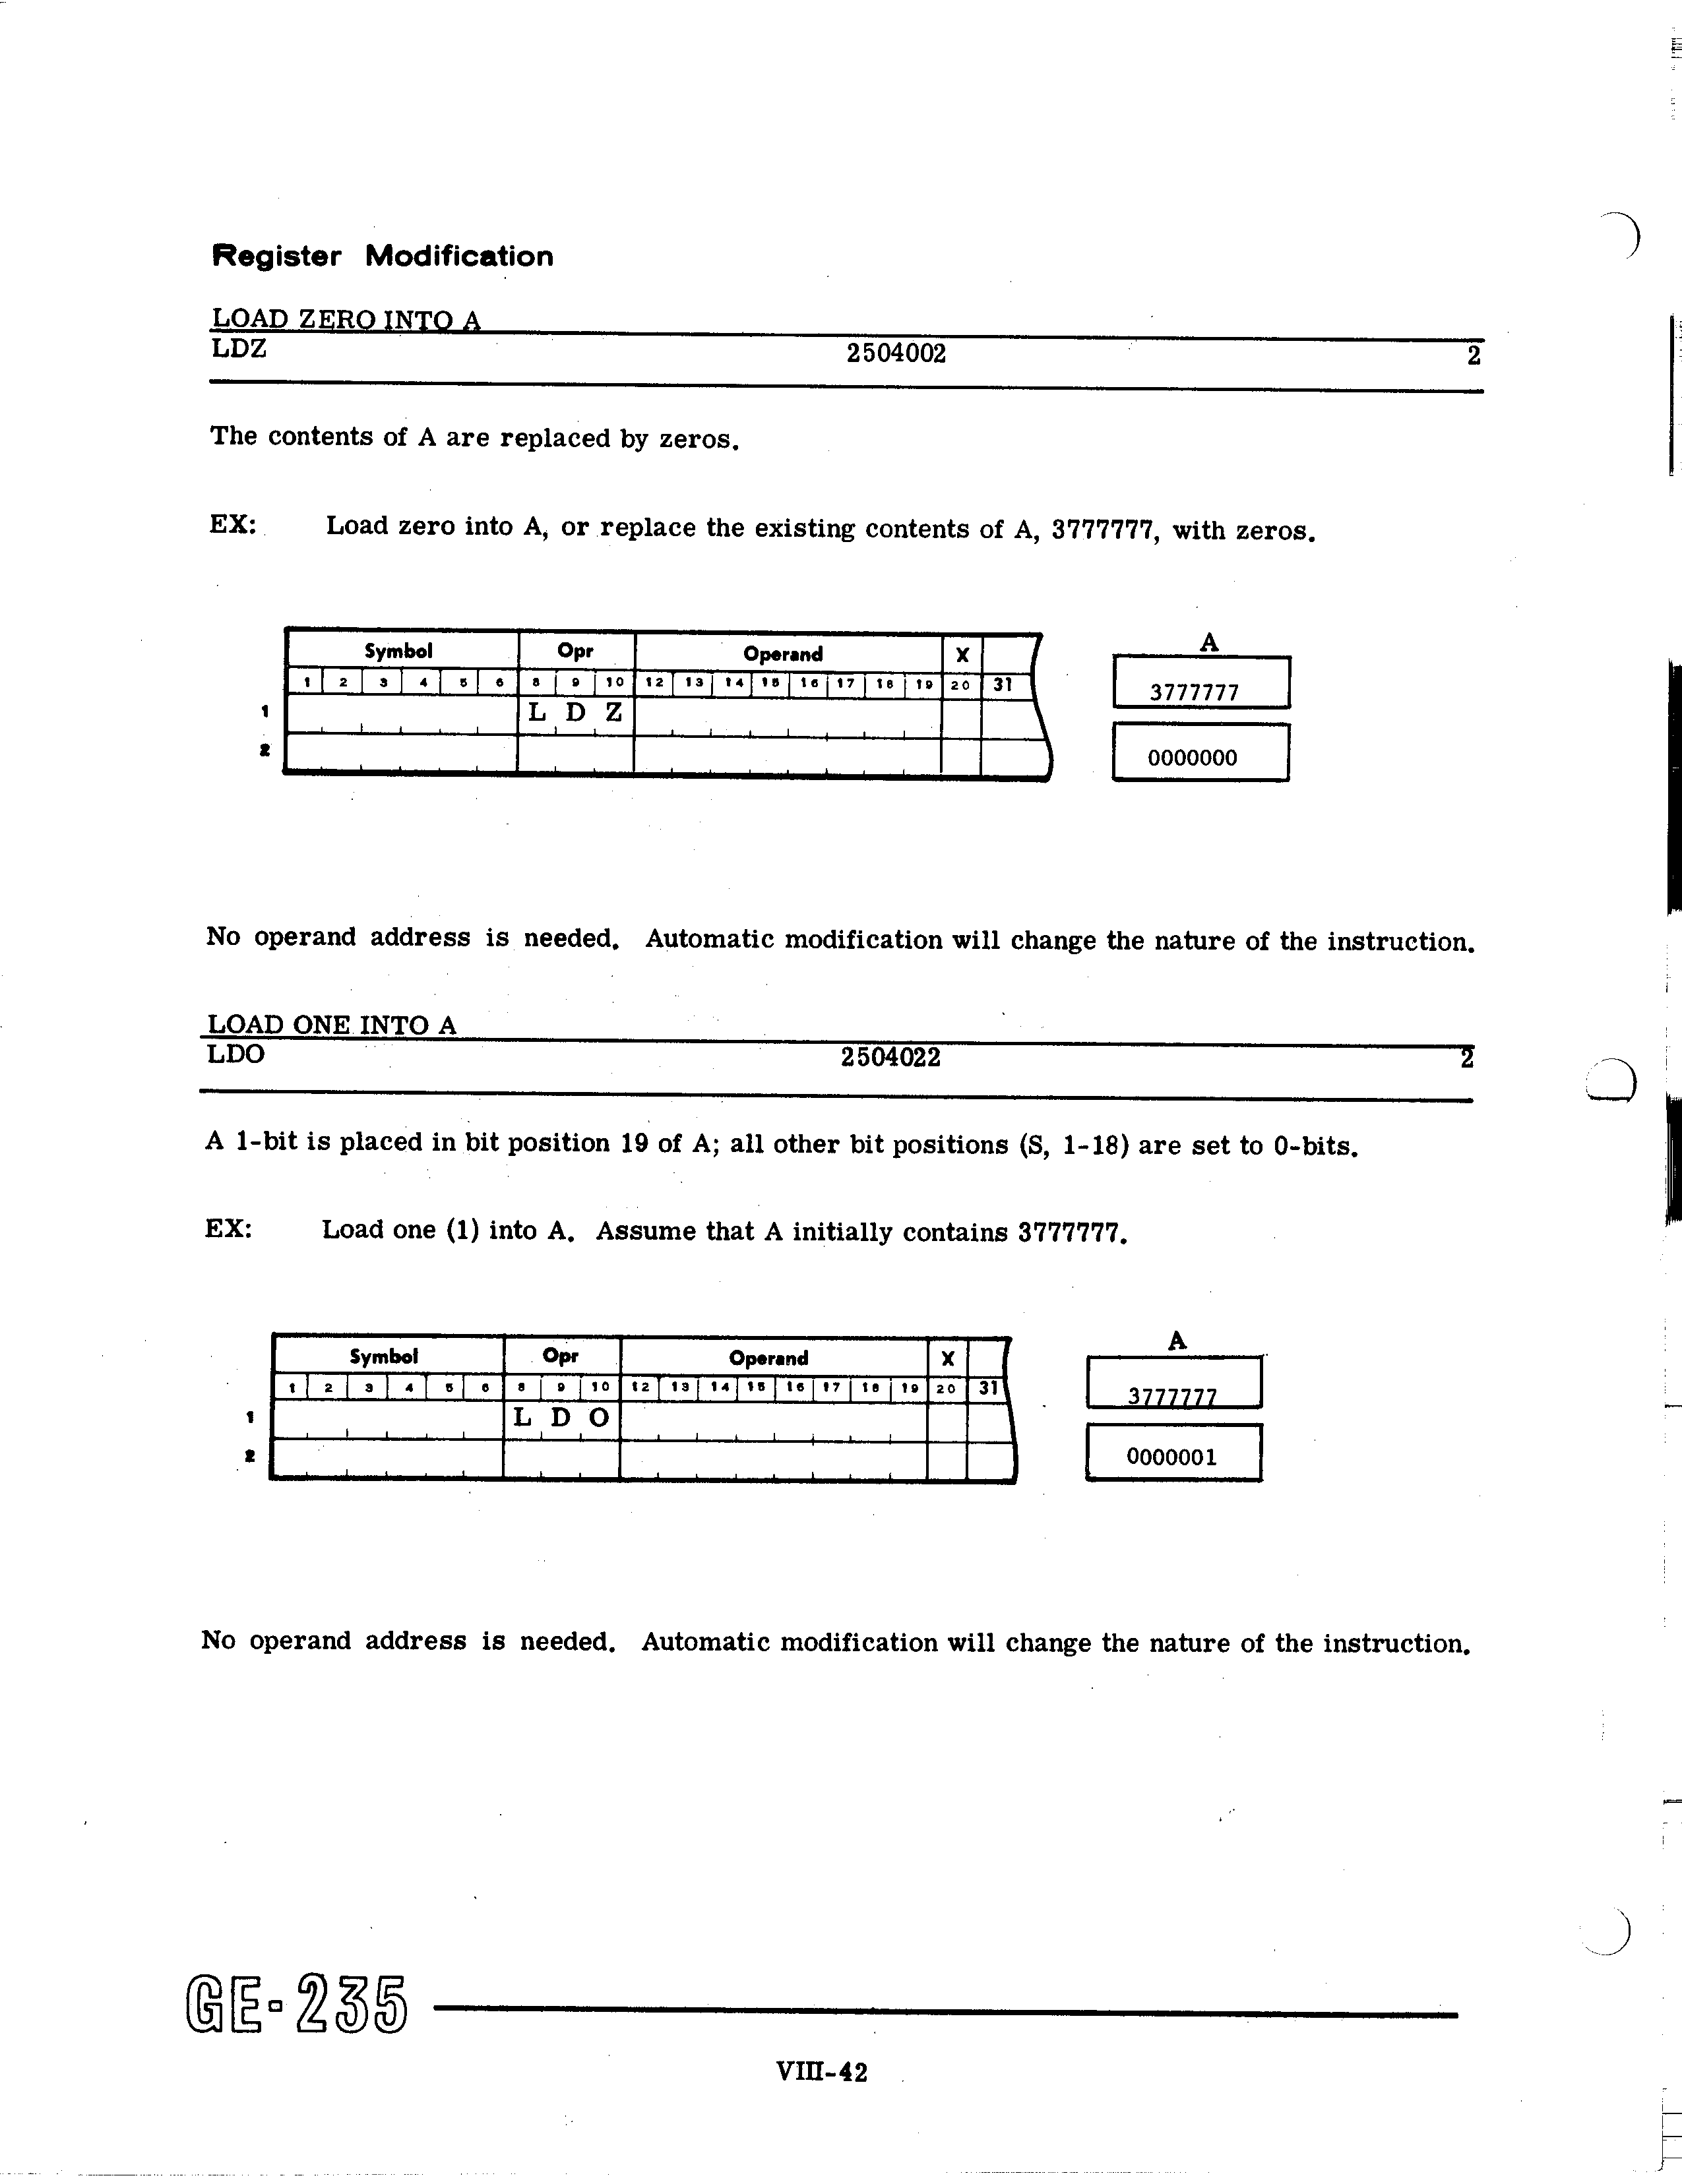 Register Modification
LOAD ZERO INTO A
LDZ 2504002 2
The contents of A are replaced by zeros.
EX: Load zero into A, or replace the existing contents of A, 3777777, with zeros.
Symbol Opr Operand X A
1 2 3 4 5 6 8 9 10 12 13 14 15 16 17 18 19 20 31 3777777
1 L D Z
2 0000000
No operand address is needed. Automatic modification will change the nature of the instruction.
LOAD ONE INTO A
LDO 2504022 2
A 1-bit is placed in bit position 19 of A; all other bit positions (S, 1-18) are set to 0-bits.
EX: Load one (1) into A. Assume that A initially contains 3777777.
Symbol Opr Operand X A
1 2 3 4 5 6 8 9 10 12 13 14 15 16 17 18 19 20 31 3777777
1 L D O
2 0000001
No operand address is needed. Automatic modification will change the nature of the instruction.
GE-235
VIII-42